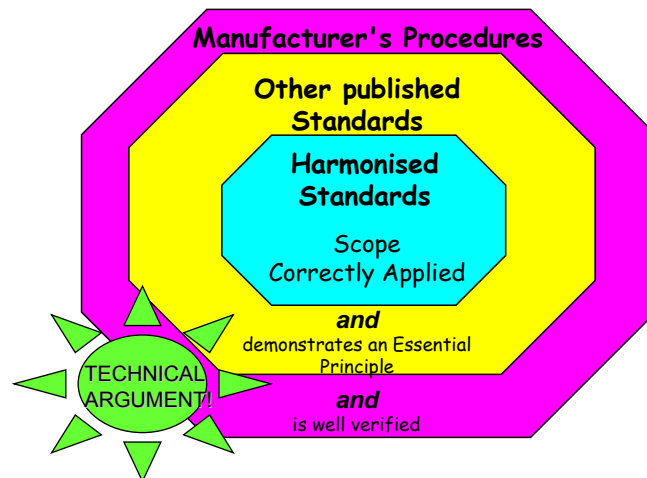 Manufacturer's Procedures
Other published
Standards
Harmonised
Standards
Scope
Correctly Applied
and
demonstrates an Essential
Principle
and
is well verified
TECHNICAL
ARGUMENT!